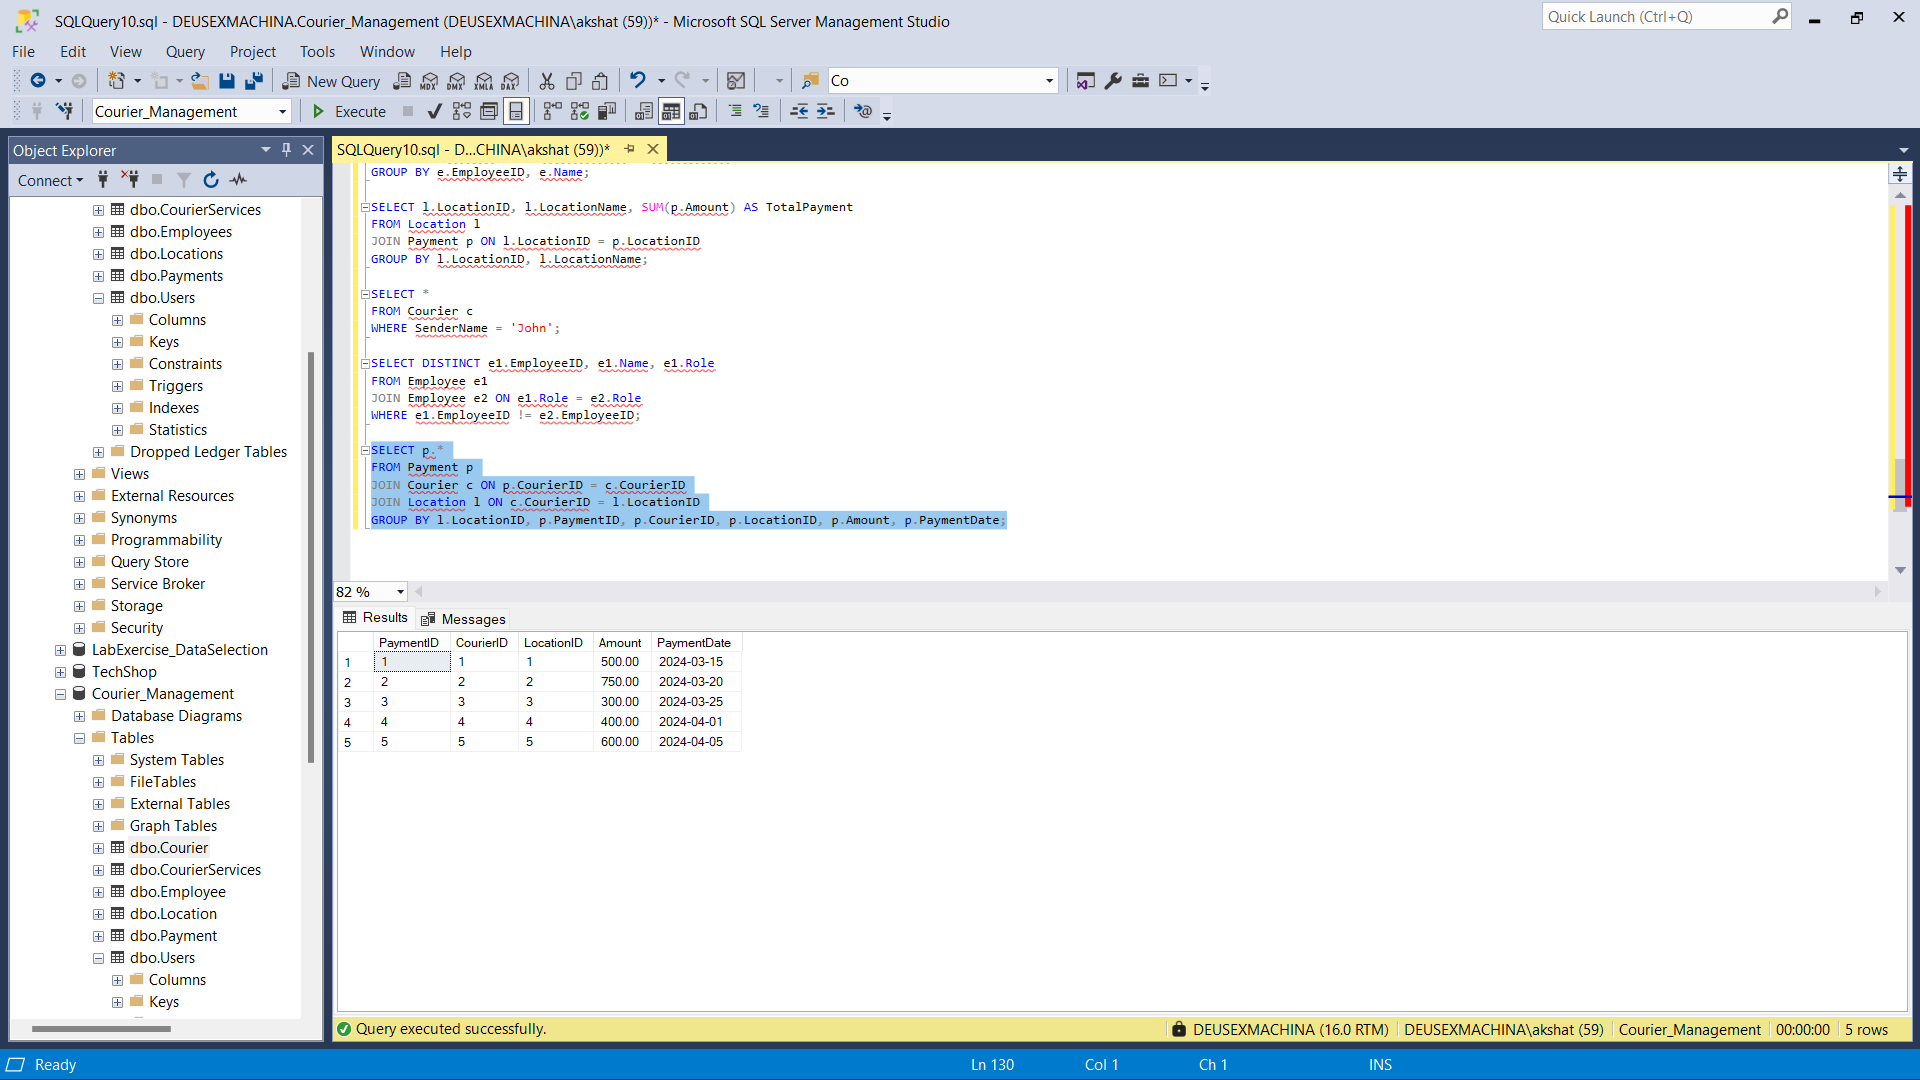 SQLQuery10.sql - DEUSEXMACHINA.Courier_Management (DEUSEXMACHINA\akshat (59))* - Microsoft SQL Server Management Studio
Quick Launch (Ctrl+Q)
File Edit View Query Project Tools Window Help
New Query MDX DMX XMLA DAX Co
Courier_Management Execute
Object Explorer
Connect
dbo.CourierServices
dbo.Employees
dbo.Locations
dbo.Payments
dbo.Users
Columns
Keys
Constraints
Triggers
Indexes
Statistics
Dropped Ledger Tables
Views
External Resources
Synonyms
Programmability
Query Store
Service Broker
Storage
Security
LabExercise_DataSelection
TechShop
Courier_Management
Database Diagrams
Tables
System Tables
FileTables
External Tables
Graph Tables
dbo.Courier
dbo.CourierServices
dbo.Employee
dbo.Location
dbo.Payment
dbo.Users
Columns
Keys
SQLQuery10.sql - D...CHINA\akshat (59))*
GROUP BY e.EmployeeID, e.Name;
SELECT l.LocationID, l.LocationName, SUM(p.Amount) AS TotalPayment
FROM Location l
JOIN Payment p ON l.LocationID = p.LocationID
GROUP BY l.LocationID, l.LocationName;
SELECT *
FROM Courier c
WHERE SenderName = 'John';
SELECT DISTINCT e1.EmployeeID, e1.Name, e1.Role
FROM Employee e1
JOIN Employee e2 ON e1.Role = e2.Role
WHERE e1.EmployeeID != e2.EmployeeID;
SELECT p.*
FROM Payment p
JOIN Courier c ON p.CourierID = c.CourierID
JOIN Location l ON c.CourierID = l.LocationID
GROUP BY l.LocationID, p.PaymentID, p.CourierID, p.LocationID, p.Amount, p.PaymentDate;
82 %
Results Messages
PaymentID CourierID LocationID Amount PaymentDate
1 1 1 1 500.00 2024-03-15
2 2 2 2 750.00 2024-03-20
3 3 3 3 300.00 2024-03-25
4 4 4 4 400.00 2024-04-01
5 5 5 5 600.00 2024-04-05
Query executed successfully. DEUSEXMACHINA (16.0 RTM) DEUSEXMACHINA\akshat (59) Courier_Management 00:00:00 5 rows
Ready Ln 130 Col 1 Ch 1 INS